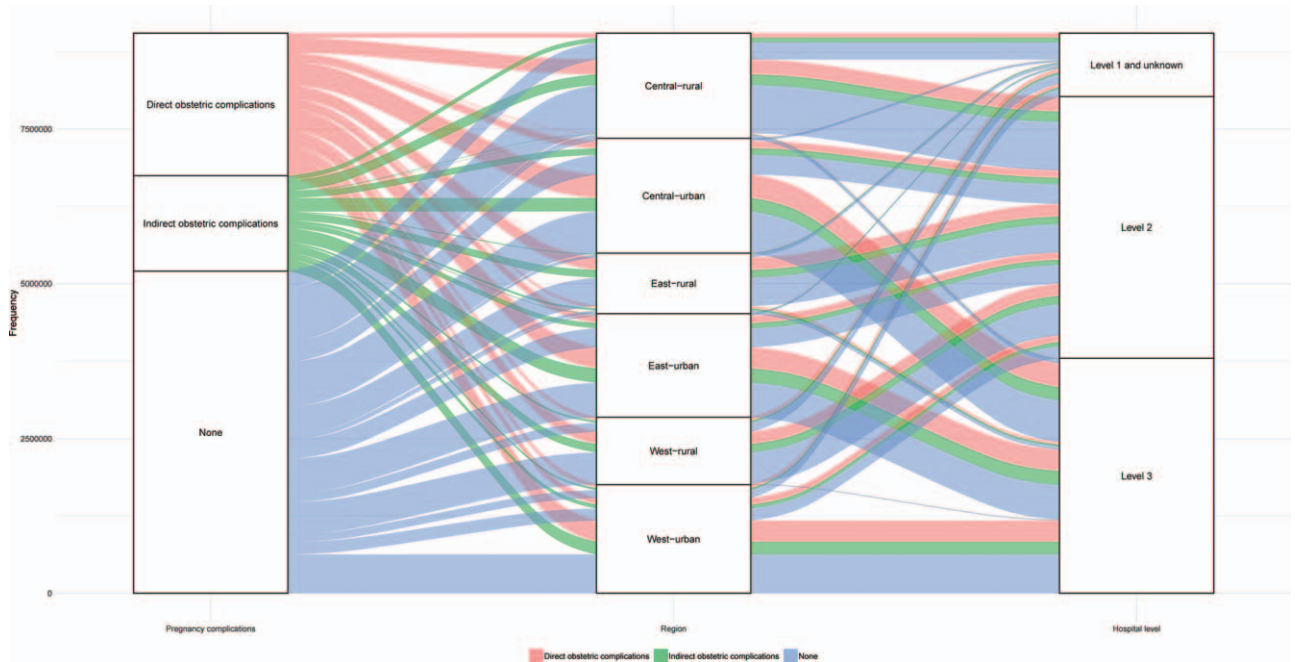 Frequency
7500000
5000000
2500000
0
Direct obstetric complications
Indirect obstetric complications
None
Central-rural
Central-urban
East-rural
East-urban
West-rural
West-urban
Level 1 and unknown
Level 2
Level 3
Pregnancy complications
Region
Hospital level
Direct obstetric complications
Indirect obstetric complications
None